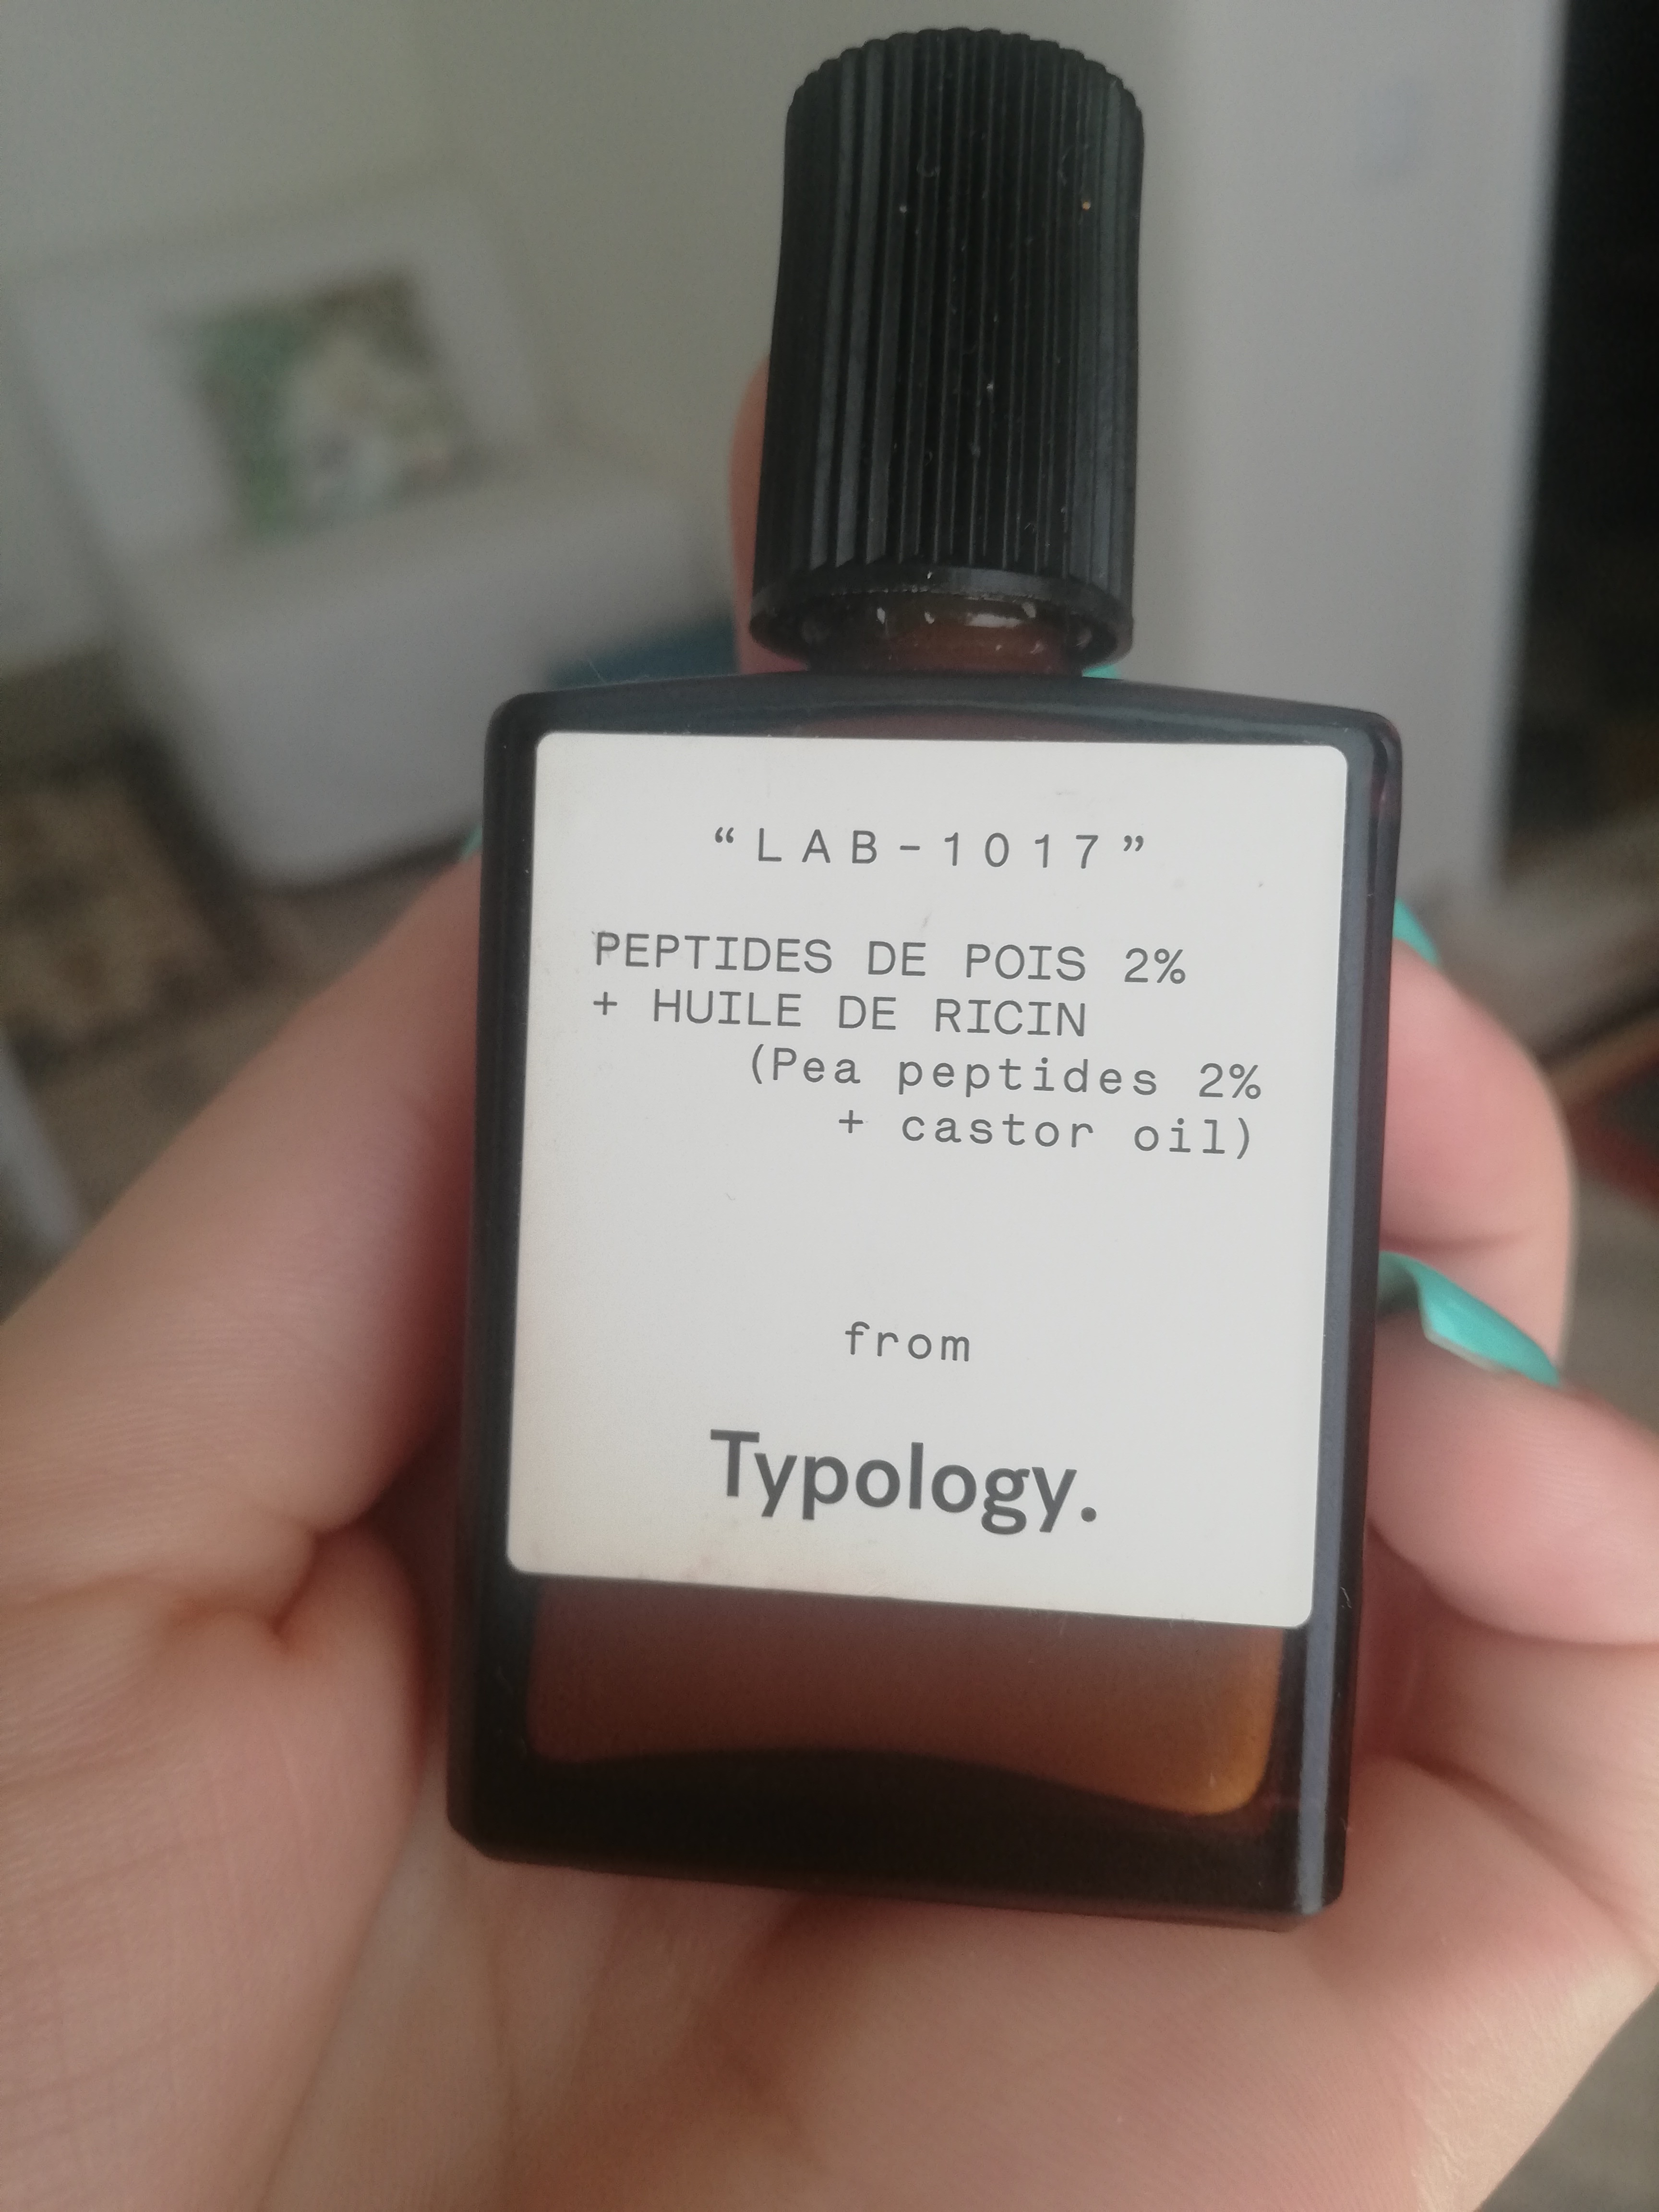 “LAB-1017”
PEPTIDES DE POIS 2%
+ HUILE DE RICIN
(Pea peptides 2%
+ castor oil)
from
Typology.